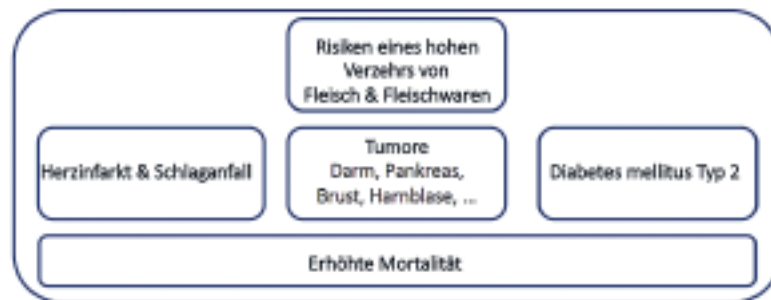 Risiken eines hohen
Verzehrs von
Fleisch & Fleischwaren
Herzinfarkt & Schlaganfall
Tumore
Darm, Pankreas,
Brust, Harnblase, ...
Diabetes mellitus Typ 2
Erhöhte Mortalität